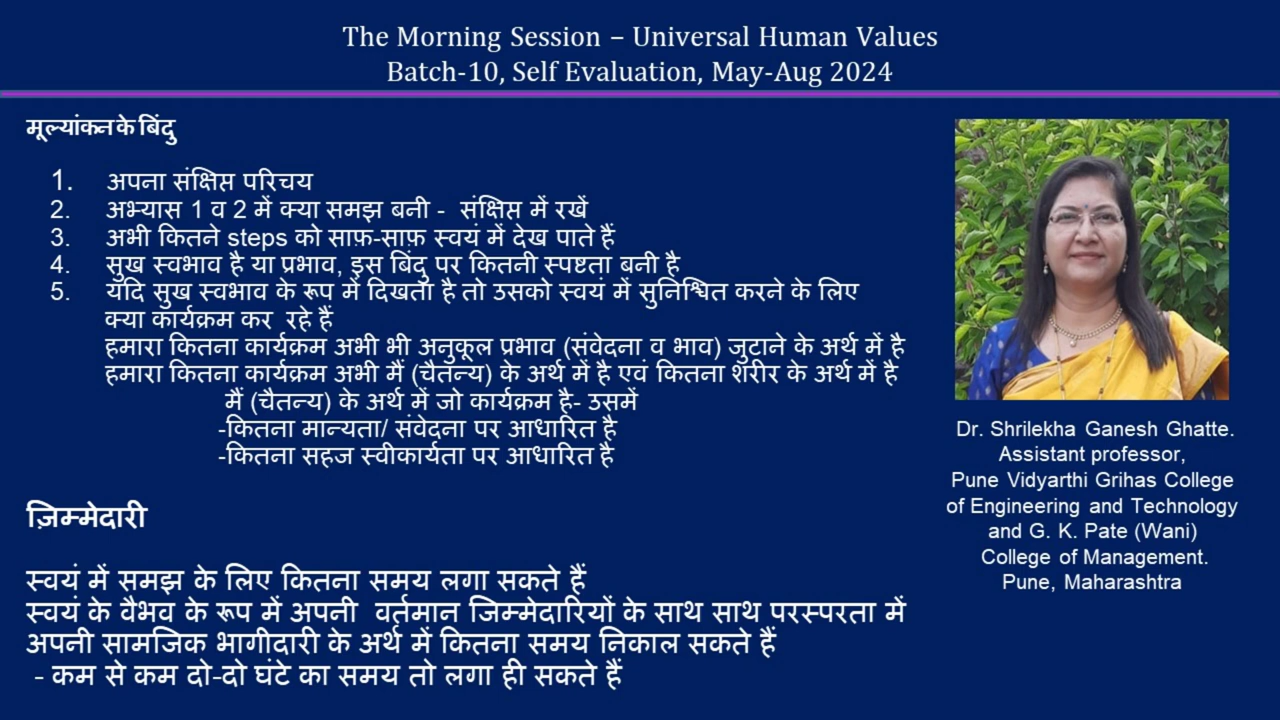 The Morning Session – Universal Human Values
Batch-10, Self Evaluation, May-Aug 2024
मूल्यांकन के बिंदु
1. अपना संक्षिप्त परिचय
2. अभ्यास 1 व 2 में क्या समझ बनी - संक्षिप्त में रखें
3. अभी कितने steps को साफ़-साफ़ स्वयं में देख पाते हैं
4. सुख स्वभाव है या प्रभाव, इस बिंदु पर कितनी स्पष्टता बनी है
5. यदि सुख स्वभाव के रूप में दिखता है तो उसको स्वयं में सुनिश्चित करने के लिए
क्या कार्यक्रम कर रहे हैं
हमारा कितना कार्यक्रम अभी भी अनुकूल प्रभाव (संवेदना व भाव) जुटाने के अर्थ में है
हमारा कितना कार्यक्रम अभी मैं (चैतन्य) के अर्थ में है एवं कितना शरीर के अर्थ में है
मैं (चैतन्य) के अर्थ में जो कार्यक्रम है- उसमें
-कितना मान्यता/ संवेदना पर आधारित है
-कितना सहज स्वीकार्यता पर आधारित है
ज़िम्मेदारी
स्वयं में समझ के लिए कितना समय लगा सकते हैं
स्वयं के वैभव के रूप में अपनी वर्तमान जिम्मेदारियों के साथ साथ परस्परता में
अपनी सामजिक भागीदारी के अर्थ में कितना समय निकाल सकते हैं
- कम से कम दो-दो घंटे का समय तो लगा ही सकते हैं
Dr. Shrilekha Ganesh Ghatte.
Assistant professor,
Pune Vidyarthi Grihas College
of Engineering and Technology
and G. K. Pate (Wani)
College of Management.
Pune, Maharashtra